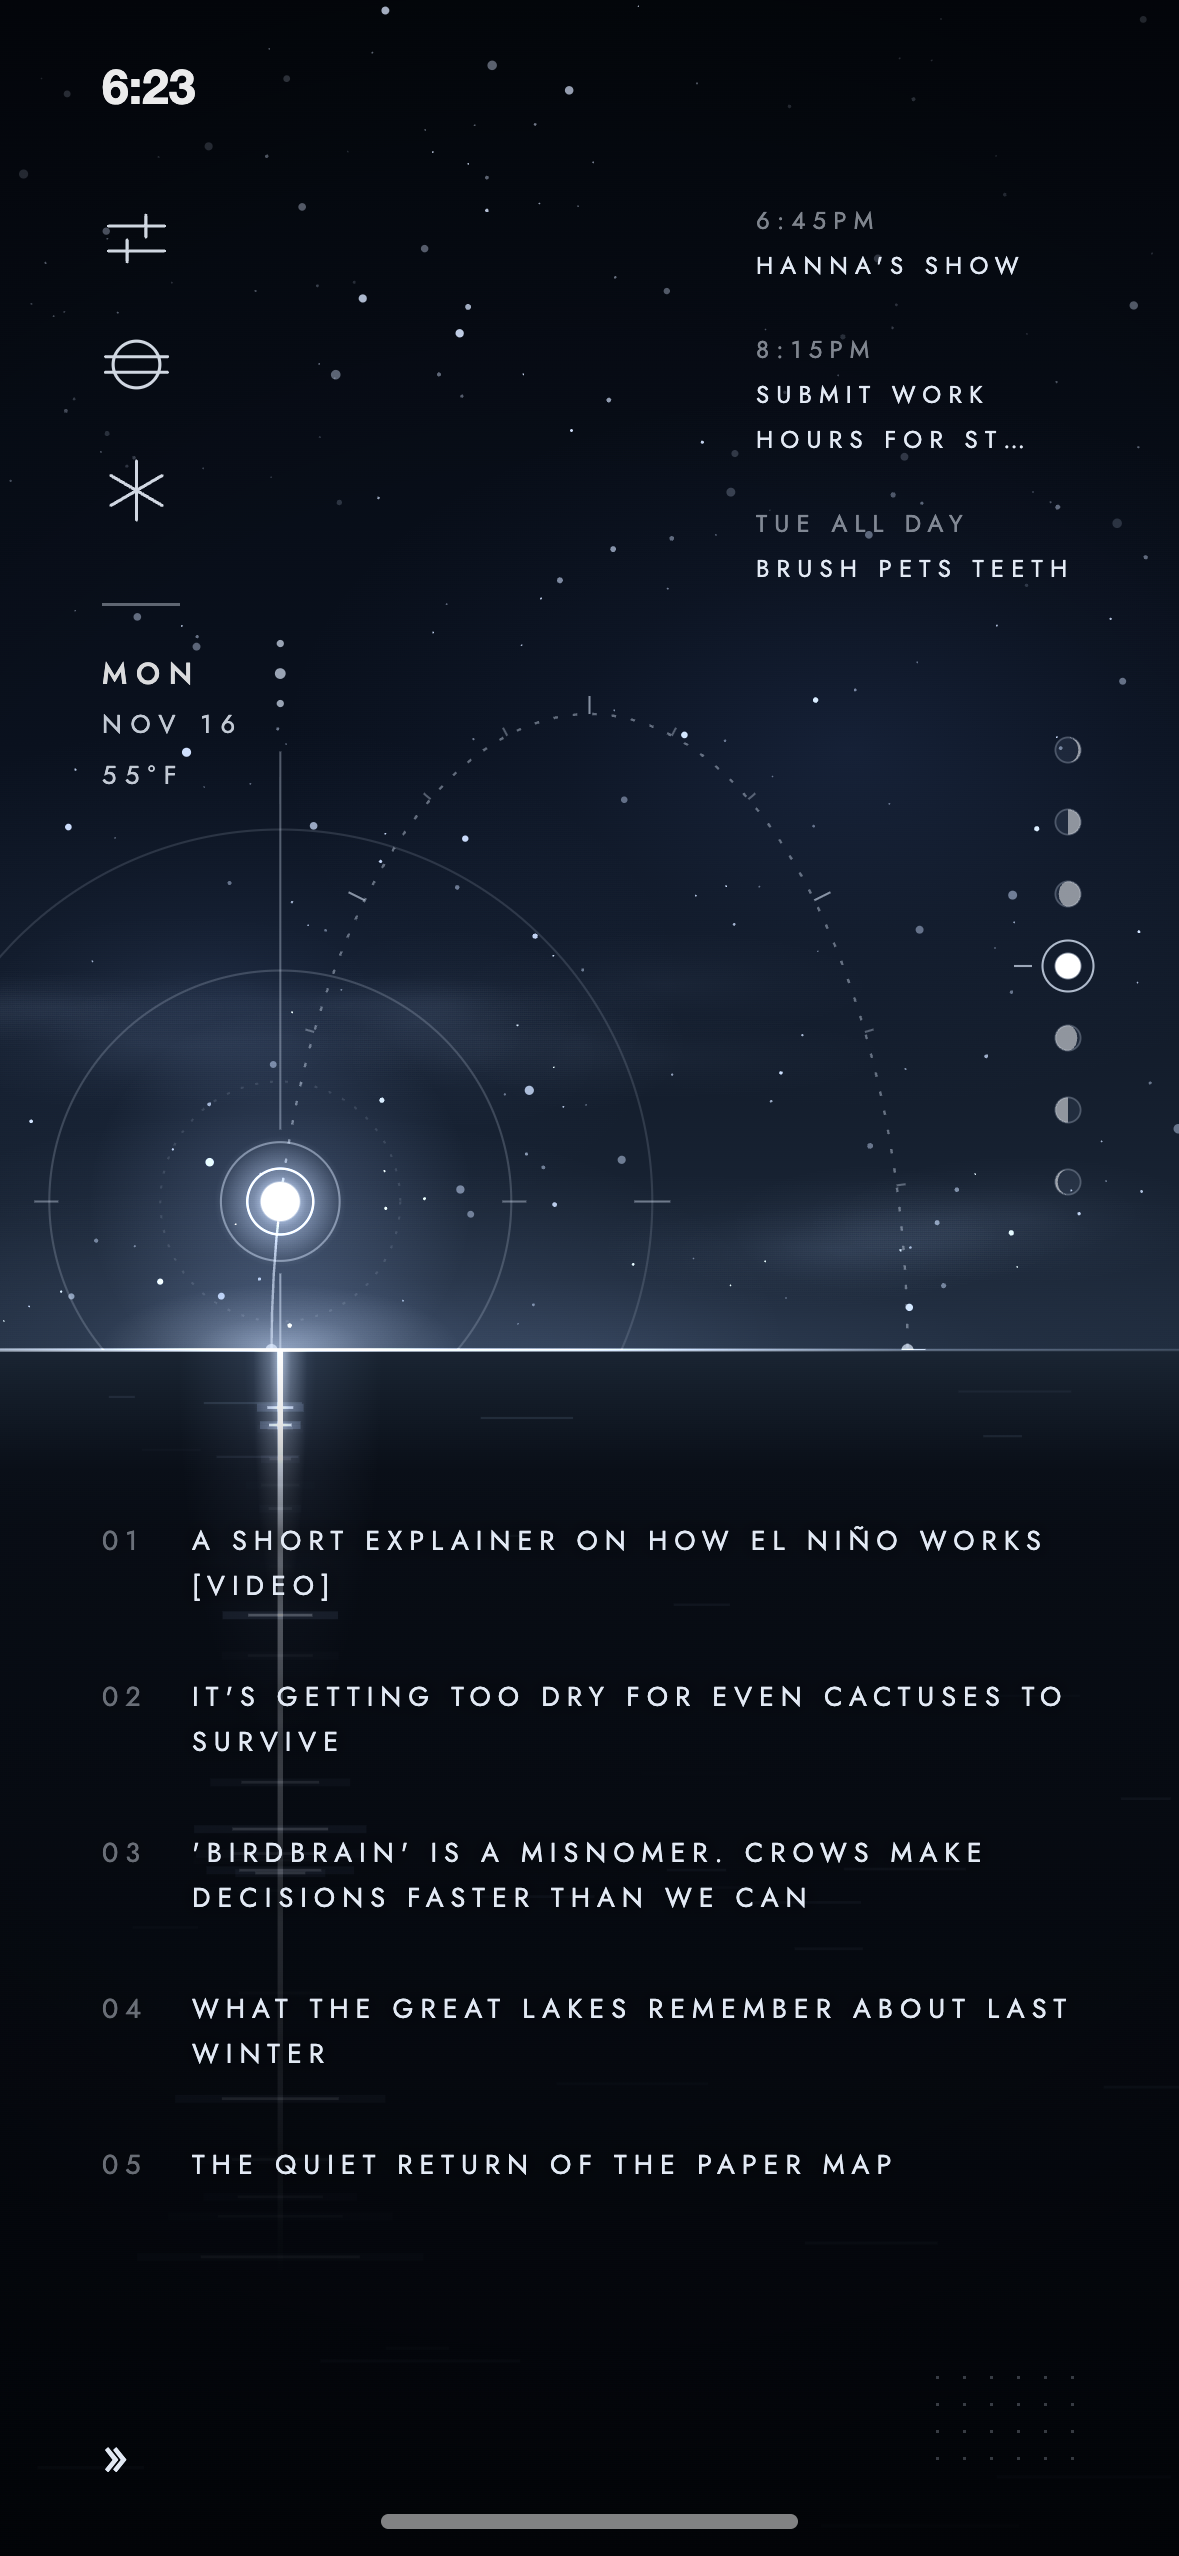 6:23
6:45PM
HANNA'S SHOW
8:15PM
SUBMIT WORK
HOURS FOR ST…
TUE ALL DAY
BRUSH PETS TEETH
MON
NOV 16
55°F
01 A SHORT EXPLAINER ON HOW EL NIÑO WORKS
[VIDEO]
02 IT'S GETTING TOO DRY FOR EVEN CACTUSES TO
SURVIVE
03 'BIRDBRAIN' IS A MISNOMER. CROWS MAKE
DECISIONS FASTER THAN WE CAN
04 WHAT THE GREAT LAKES REMEMBER ABOUT LAST
WINTER
05 THE QUIET RETURN OF THE PAPER MAP
»